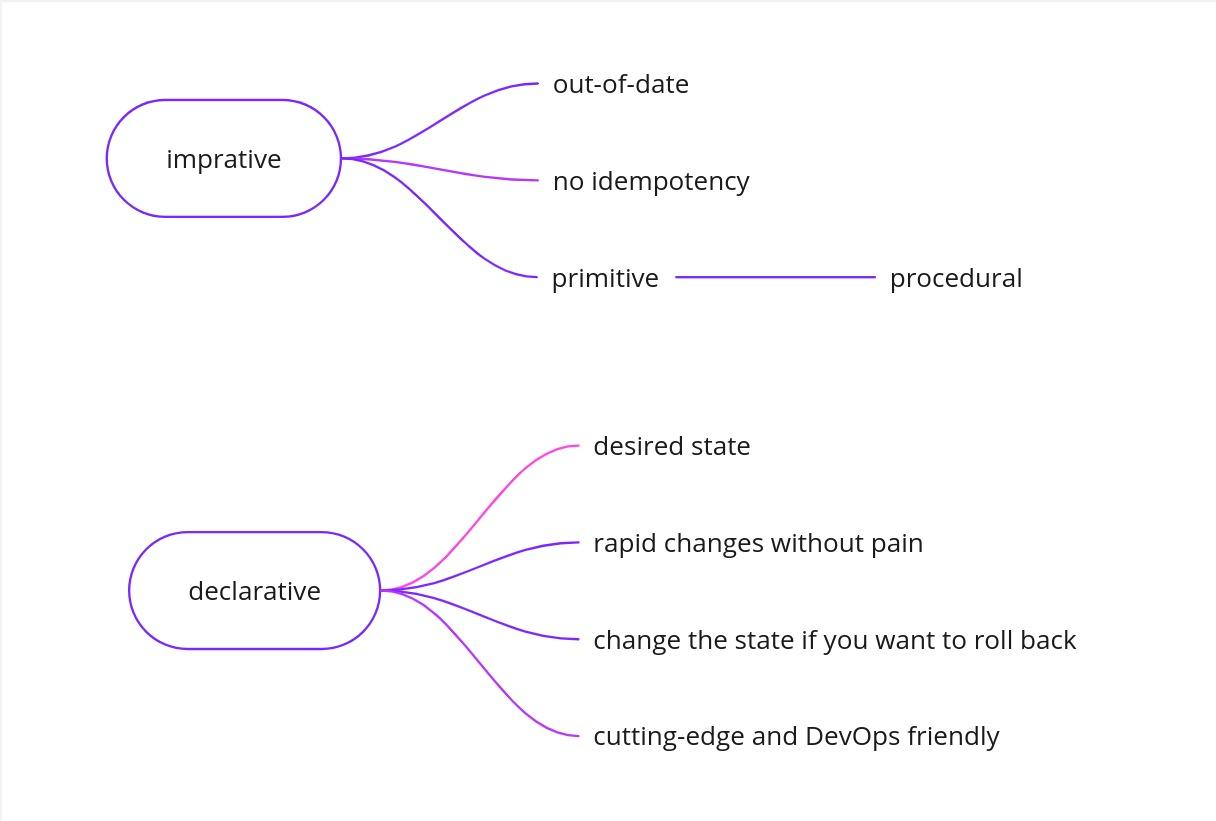 imprative
out-of-date
no idempotency
primitive
procedural
declarative
desired state
rapid changes without pain
change the state if you want to roll back
cutting-edge and DevOps friendly